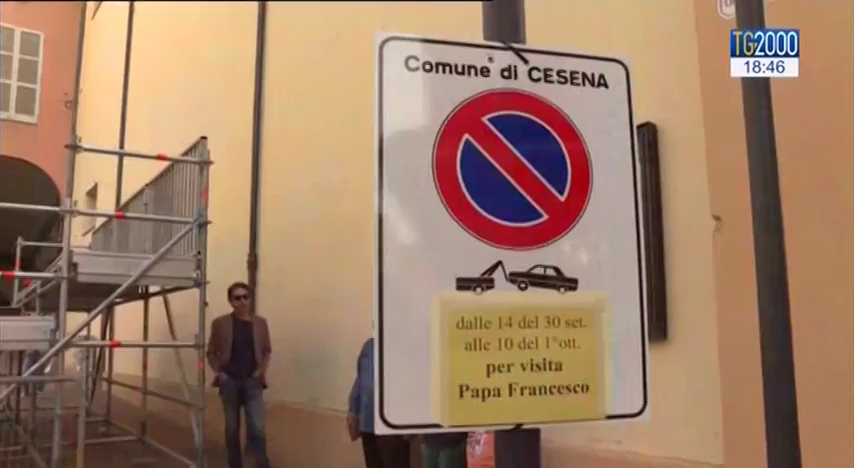 TG2000
18:46
Comune di CESENA
dalle 14 del 30 set.
alle 10 del 1° ott.
per visita
Papa Francesco